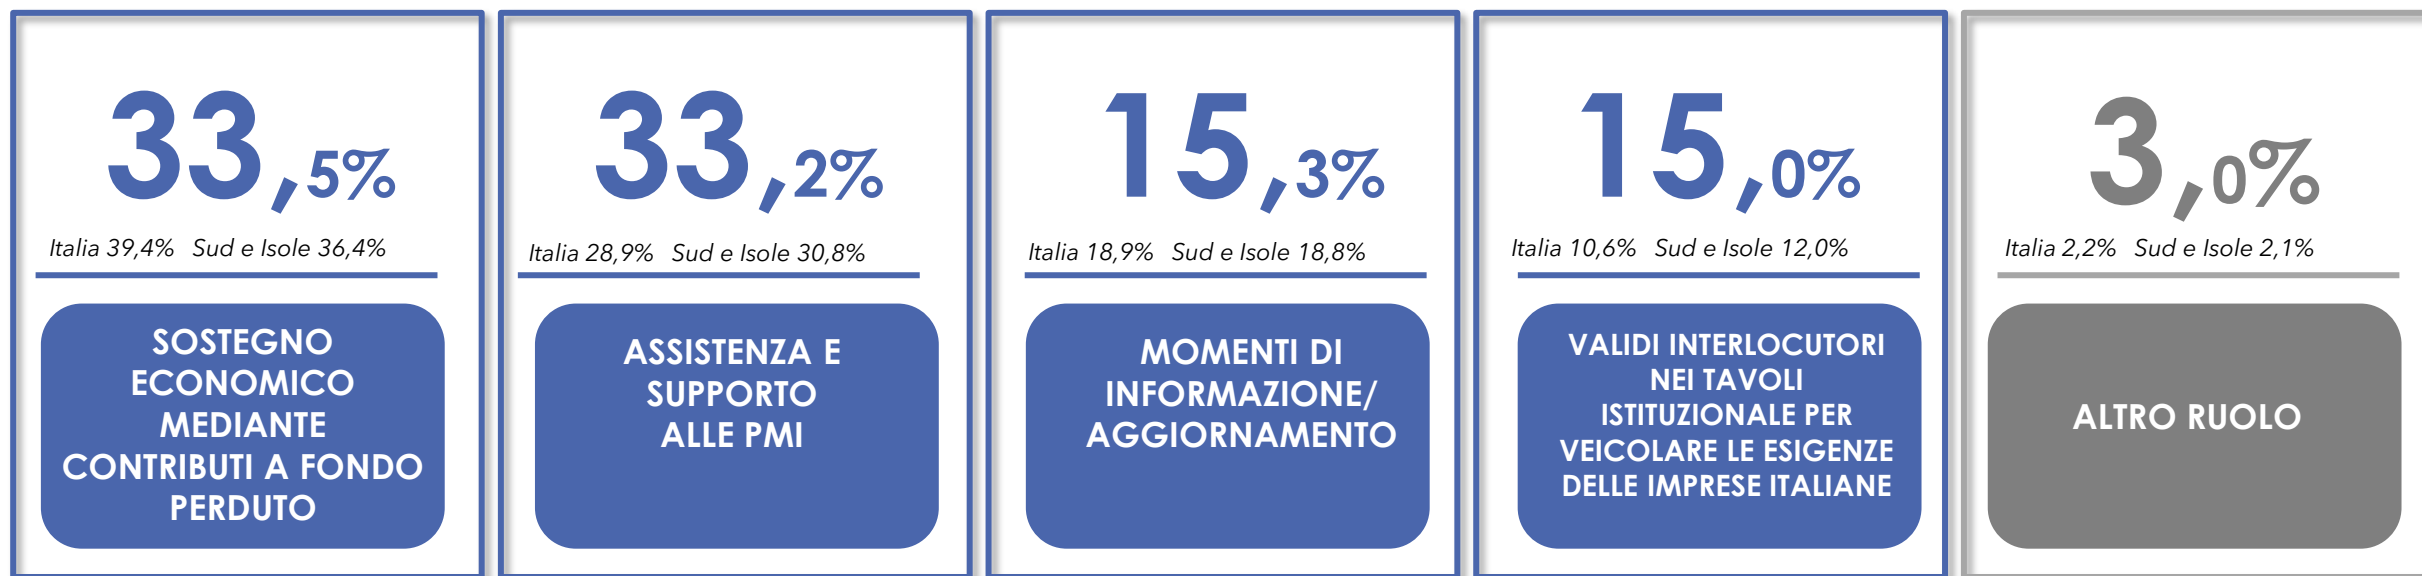 33,5%
Italia 39,4% Sud e Isole 36,4%
SOSTEGNO
ECONOMICO
MEDIANTE
CONTRIBUTI A FONDO
PERDUTO
33,2%
Italia 28,9% Sud e Isole 30,8%
ASSISTENZA E
SUPPORTO
ALLE PMI
15,3%
Italia 18,9% Sud e Isole 18,8%
MOMENTI DI
INFORMAZIONE/
AGGIORNAMENTO
15,0%
Italia 10,6% Sud e Isole 12,0%
VALIDI INTERLOCUTORI
NEI TAVOLI
ISTITUZIONALE PER
VEICOLARE LE ESIGENZE
DELLE IMPRESE ITALIANE
3,0%
Italia 2,2% Sud e Isole 2,1%
ALTRO RUOLO